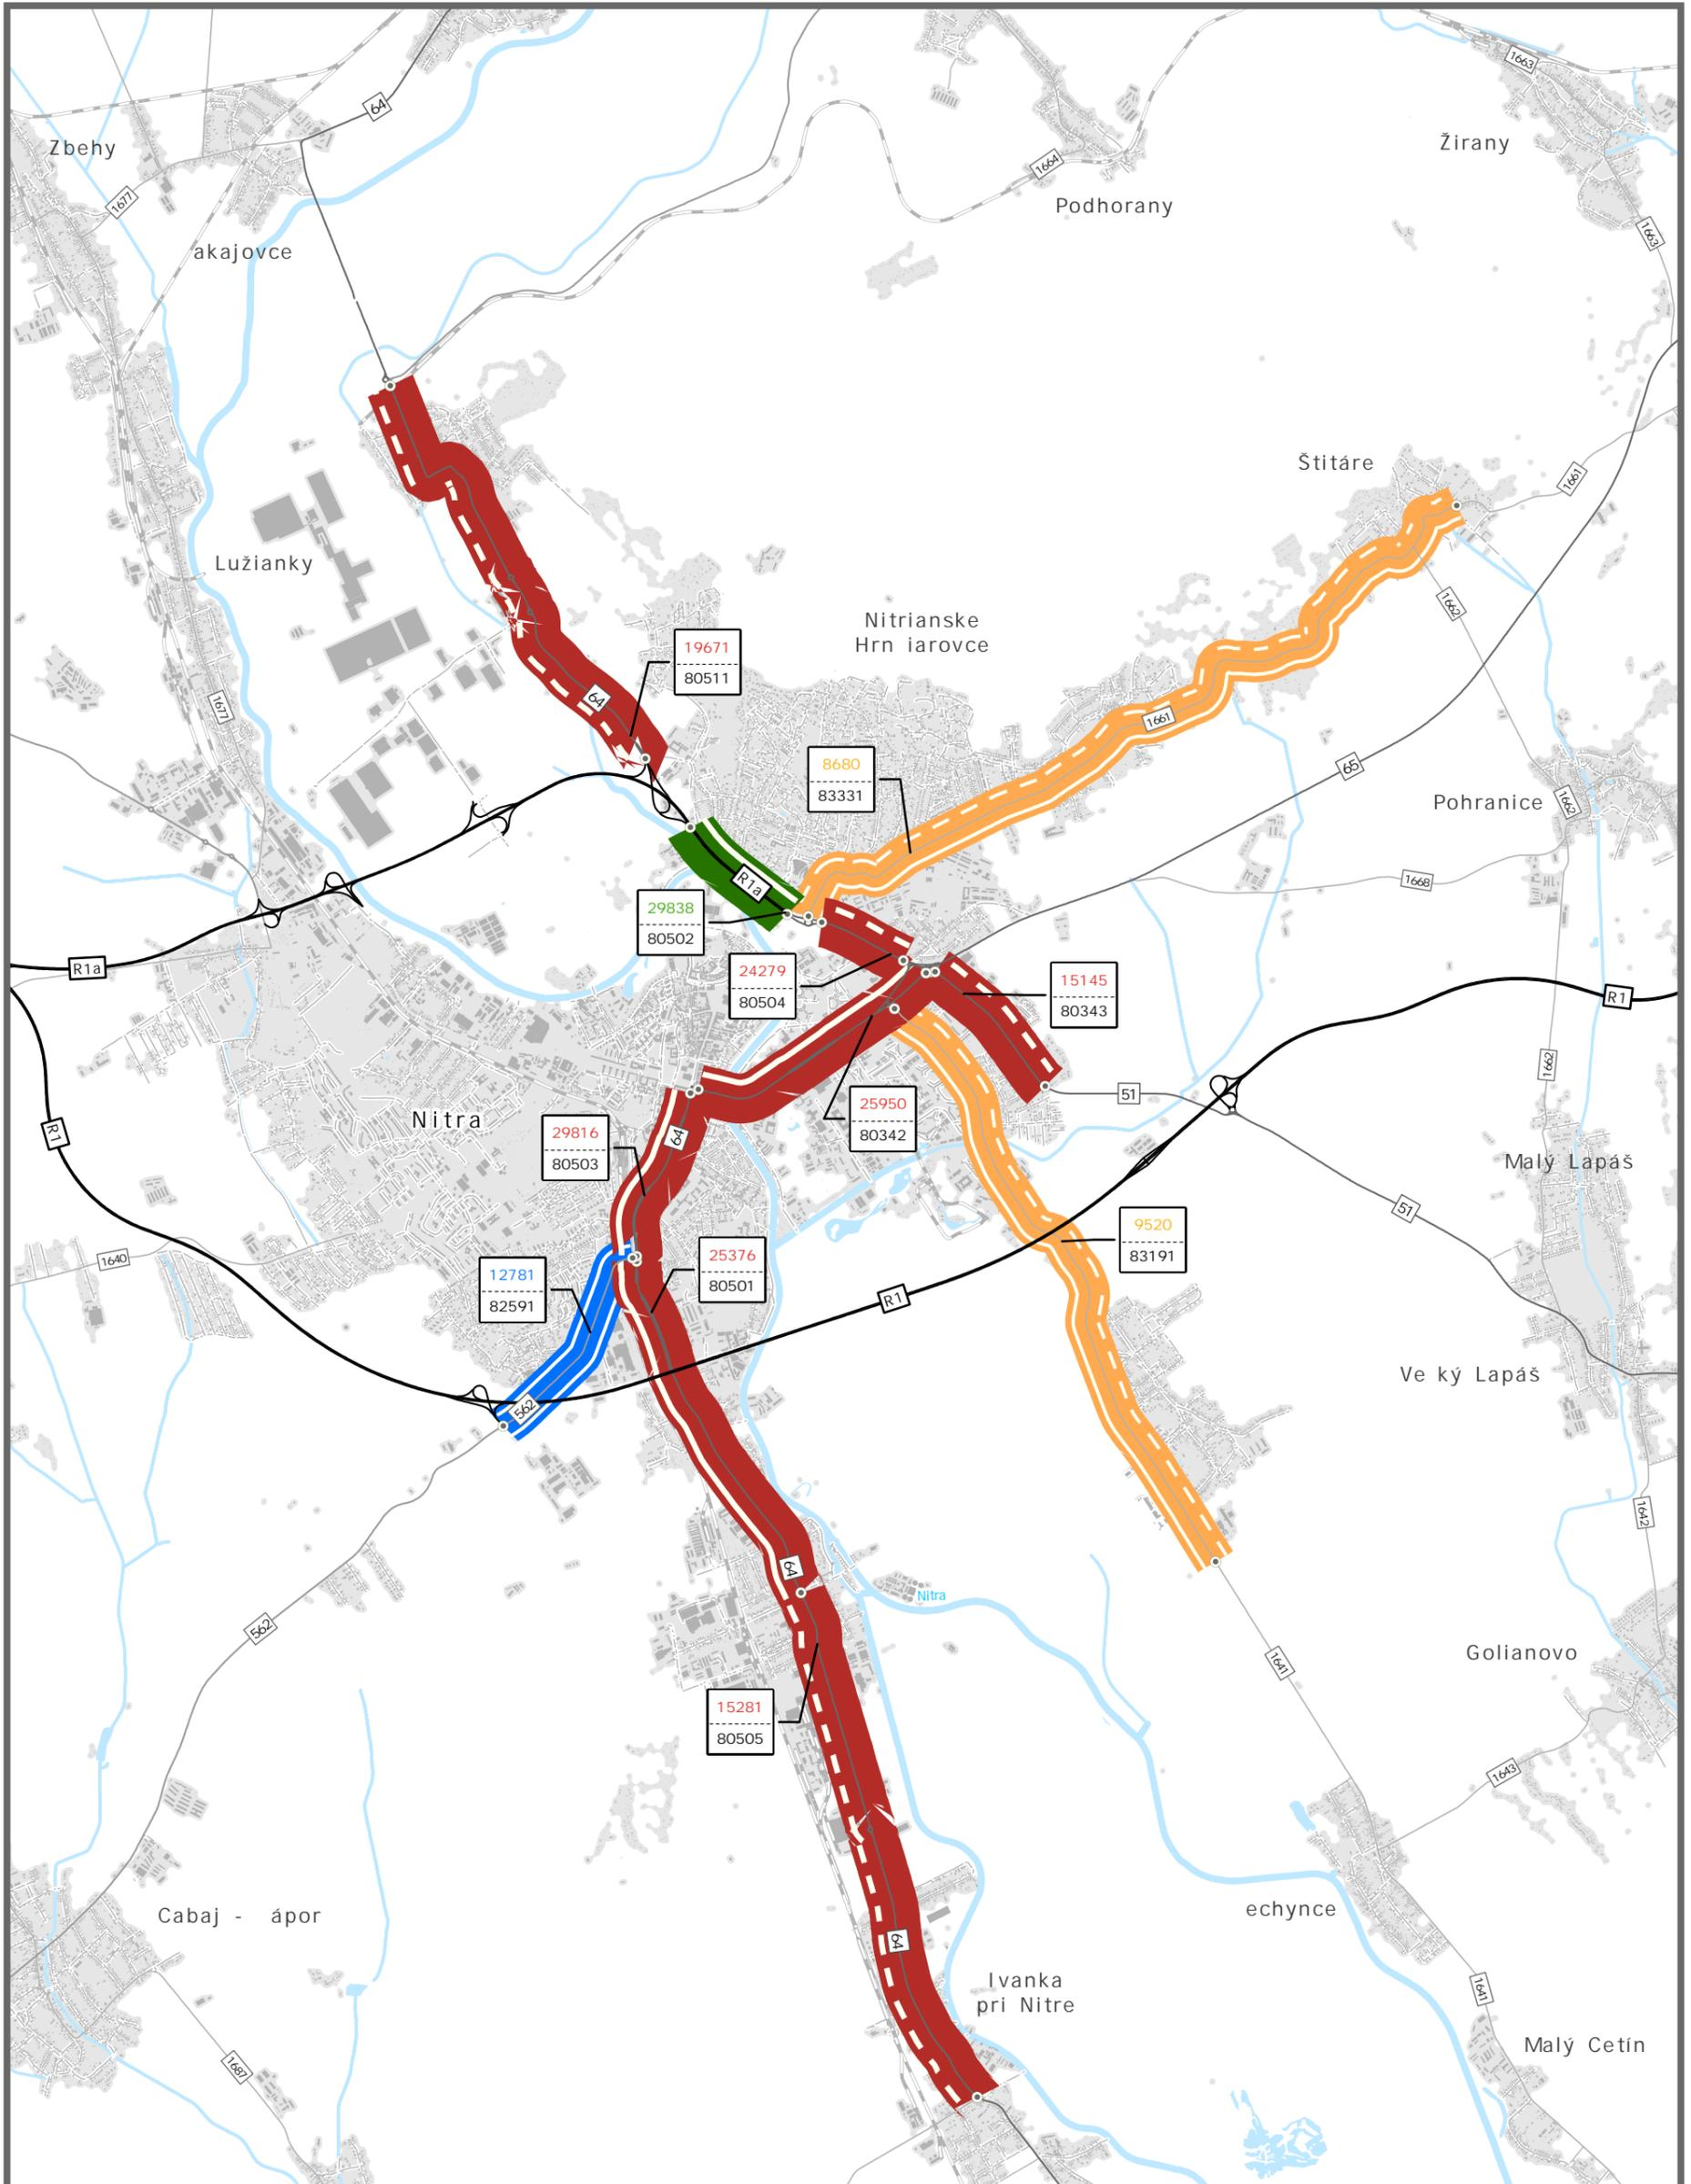 1663
64
Zbehy
Žirany
1664
1677
Podhorany
1663
akajovce
Štitáre
1661
Lužianky
1662
Nitrianske
Hrn iarovce
19671
80511
64
1677
1661
8680
83331
65
Pohranice
1662
R1a
1668
29838
80502
R1a
24279
80504
15145
80343
R1
1662
51
Nitra
25950
80342
R1
29816
80503
64
Malý Lapáš
51
9520
83191
1640
25376
80501
12781
82591
R1
Ve ký Lapáš
562
1642
64
Nitra
562
Golianovo
1641
15281
80505
1643
Cabaj - ápor
echynce
64
Ivanka
pri Nitre
1641
Malý Cetín
1687